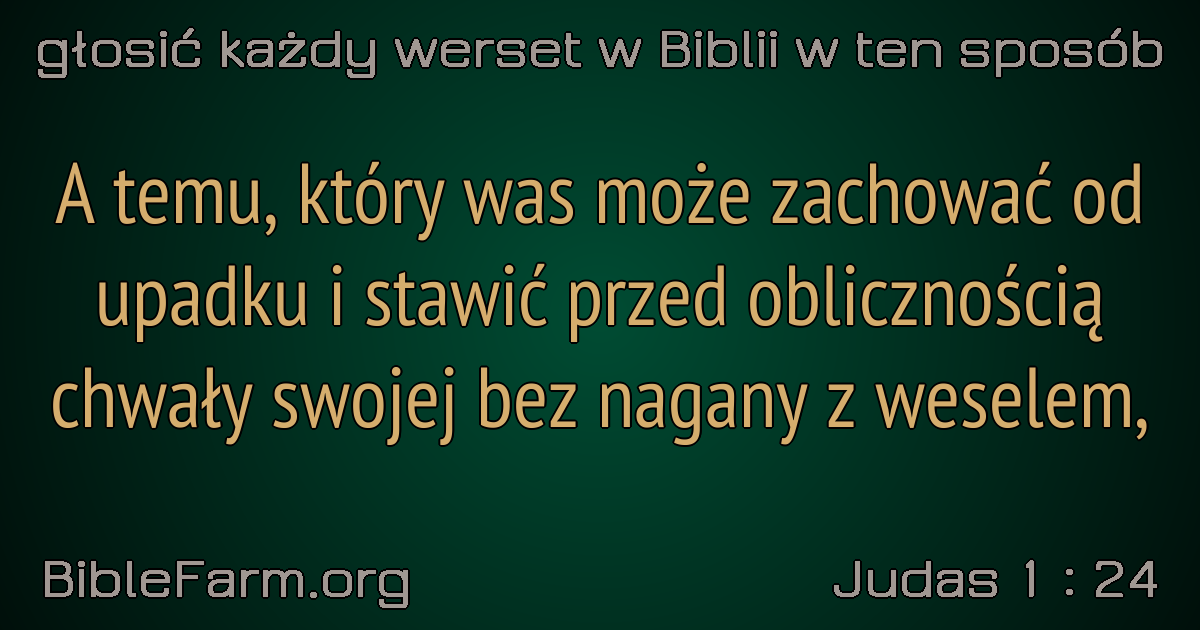 głosić każdy werset w Biblii w ten sposób
A temu, który was może zachować od
upadku i stawić przed oblicznością
chwały swojej bez nagany z weselem,
BibleFarm.org
Judas 1 : 24